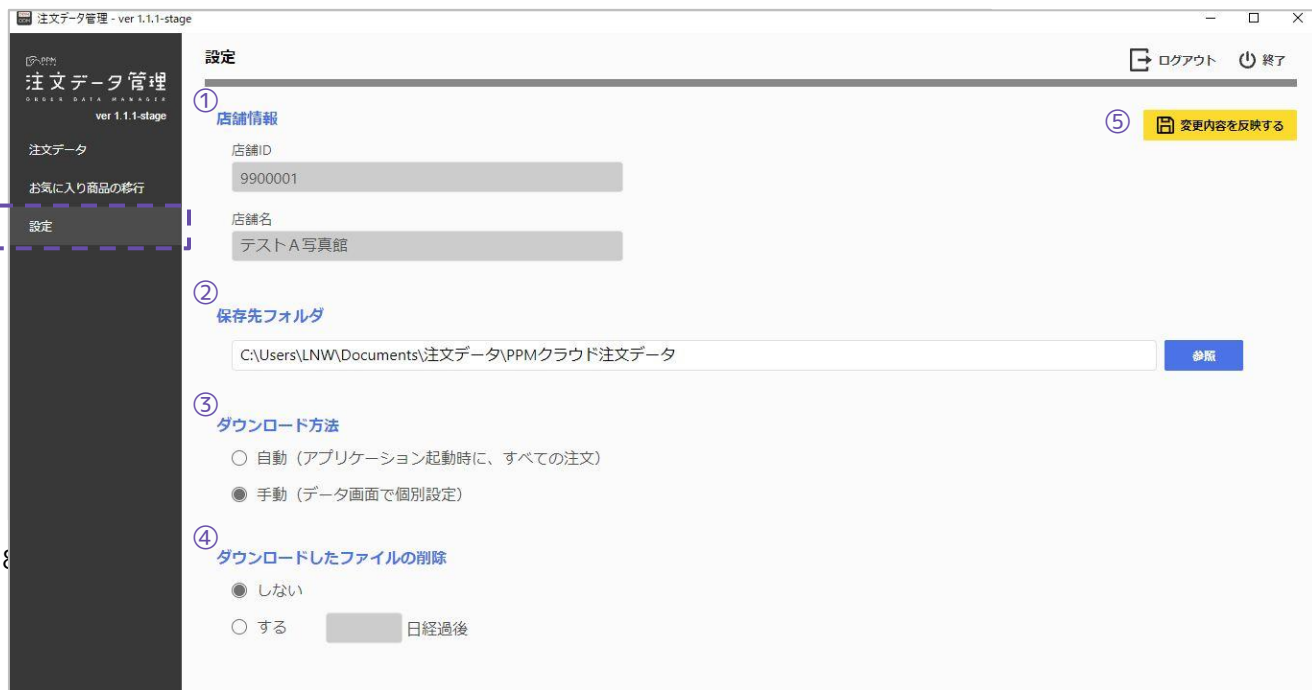 注文データ管理 - ver 1.1.1-stage
PPM
注文データ管理
ORDER DATA MANAGER
ver 1.1.1-stage
注文データ
お気に入り商品の移行
設定
設定
ログアウト
終了
①
店舗情報
⑤
変更内容を反映する
店舗ID
9900001
店舗名
テストA写真館
②
保存先フォルダ
C:\Users\LNW\Documents\注文データ\PPMクラウド注文データ
参照
③
ダウンロード方法
自動（アプリケーション起動時に、すべての注文）
手動（データ画面で個別設定）
④
ダウンロードしたファイルの削除
しない
する
日経過後